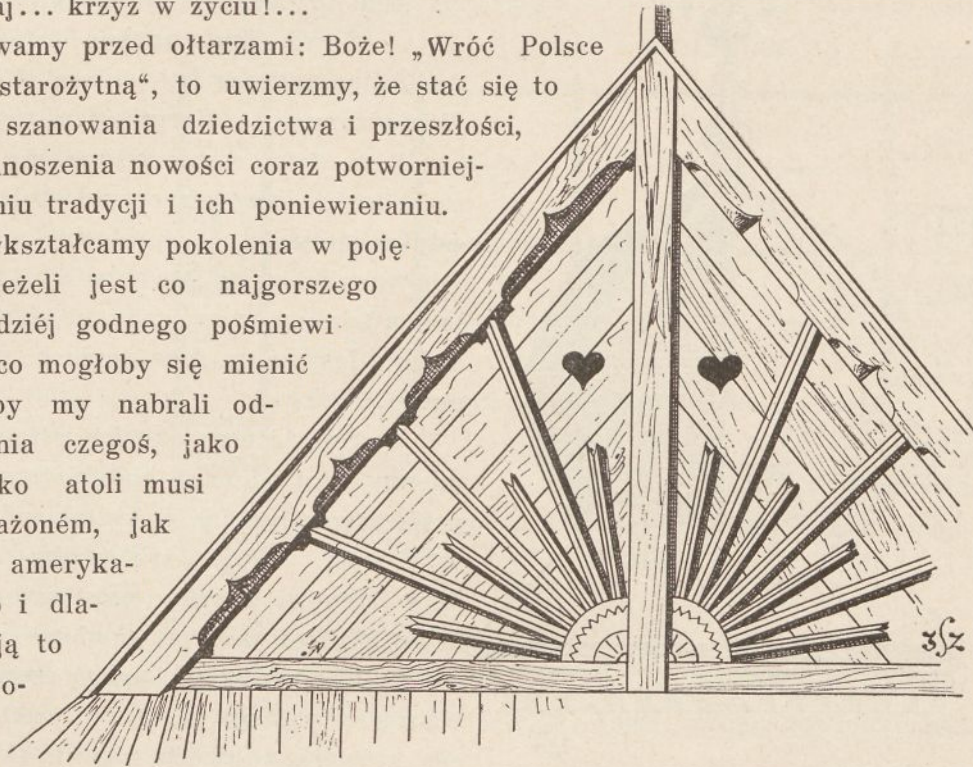 aj... krzyż w życiu!...
wamy przed ołtarzami: Boże! „Wróć Polsce
starożytną“, to uwierzmy, że stać się to
szanowania dziedzictwa i przeszłości,
noszenia nowości coraz potworniej-
niu tradycji i ich poniewieraniu.
kształcamy pokolenia w poję-
eżeli jest co najgorszego
dziéj godnego pośmiewi-
co mogłoby się mienić
by my nabrali od-
nia czegoś, jako
ko atoli musi
ażoném, jak
ameryka-
i dla-
ją to
o-